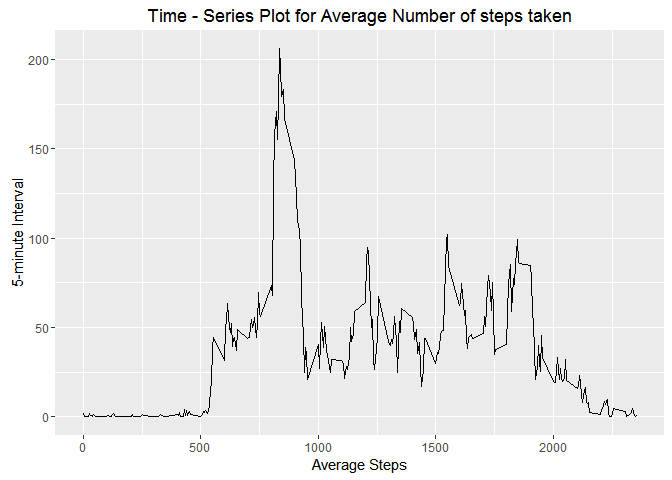 Time - Series Plot for Average Number of steps taken
5-minute Interval
200
150
100
50
0
0 500 1000 1500 2000
Average Steps